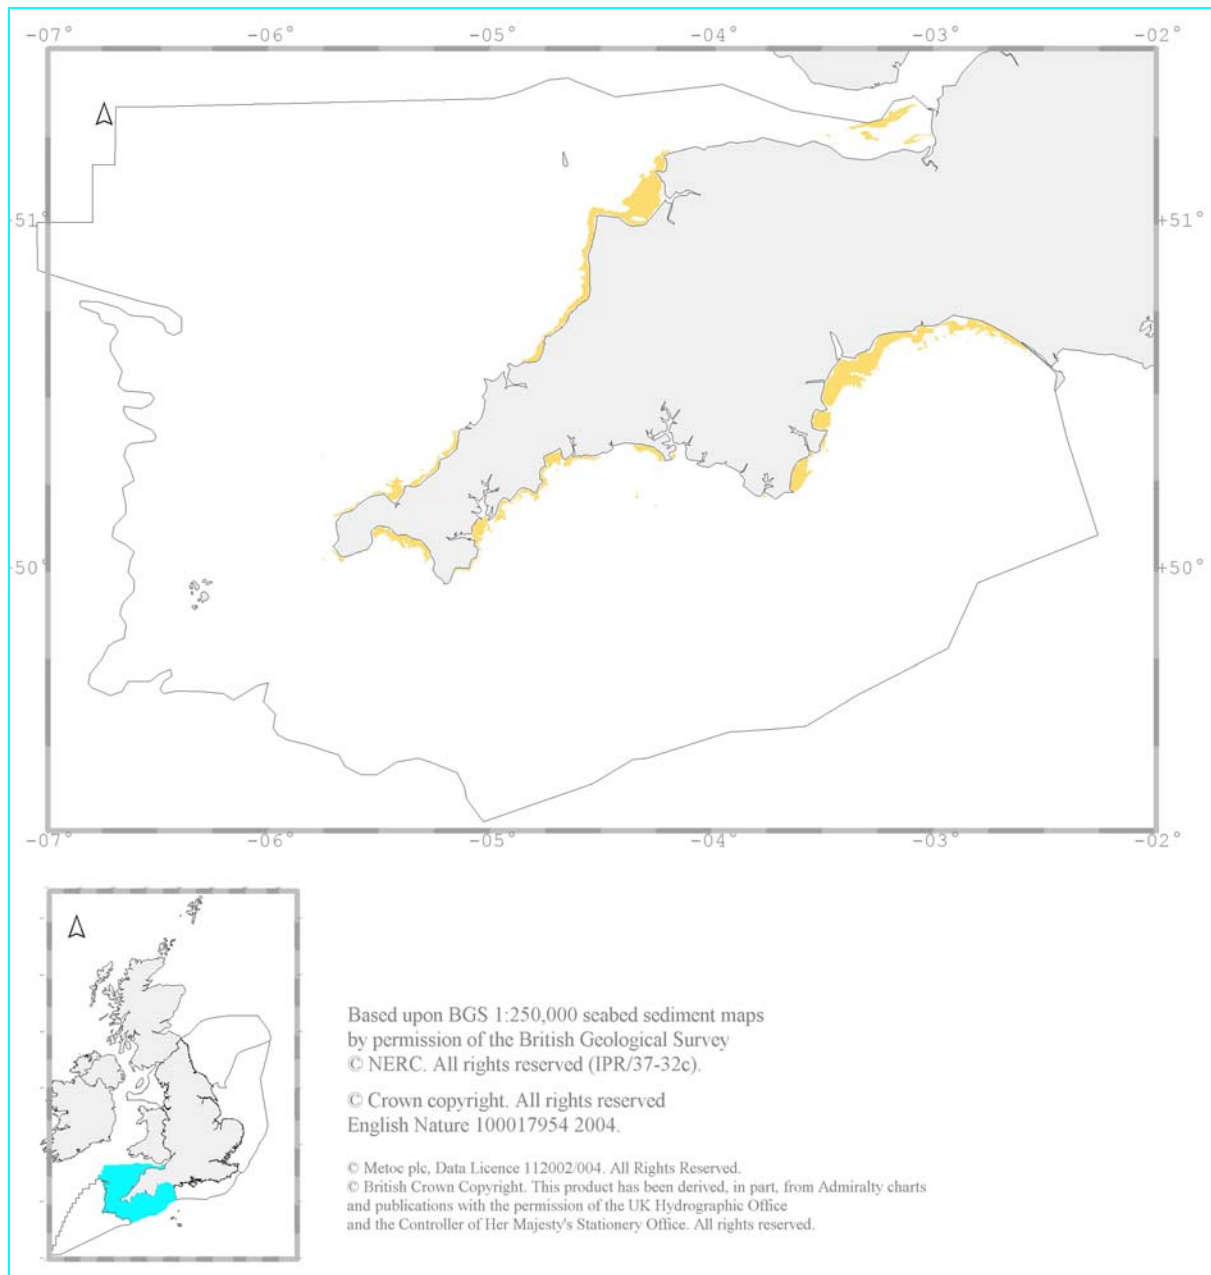 -07° -06° -05° -04° -03° -02°
51° +51°
50° +50°
-07° -06° -05° -04° -03° -02°
Based upon BGS 1:250,000 seabed sediment maps
by permission of the British Geological Survey
© NERC. All rights reserved (IPR/37-32c).
© Crown copyright. All rights reserved
English Nature 100017954 2004.
© Metoc plc, Data Licence 112002/004. All Rights Reserved.
© British Crown Copyright. This product has been derived, in part, from Admiralty charts
and publications with the permission of the UK Hydrographic Office
and the Controller of Her Majesty's Stationery Office. All rights reserved.